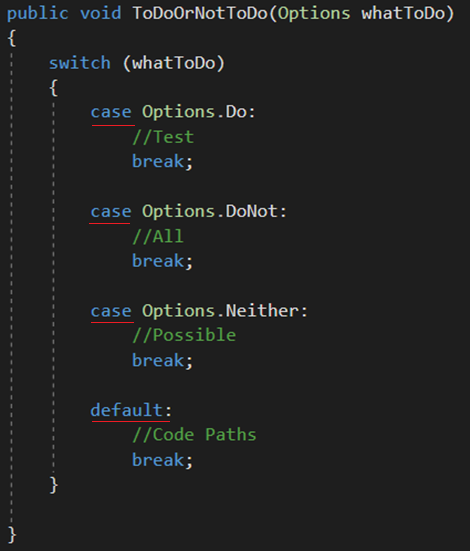 public void ToDoOrNotToDo(Options whatToDo)
{
switch (whatToDo)
{
case Options.Do:
//Test
break;
case Options.DoNot:
//All
break;
case Options.Neither:
//Possible
break;
default:
//Code Paths
break;
}
}